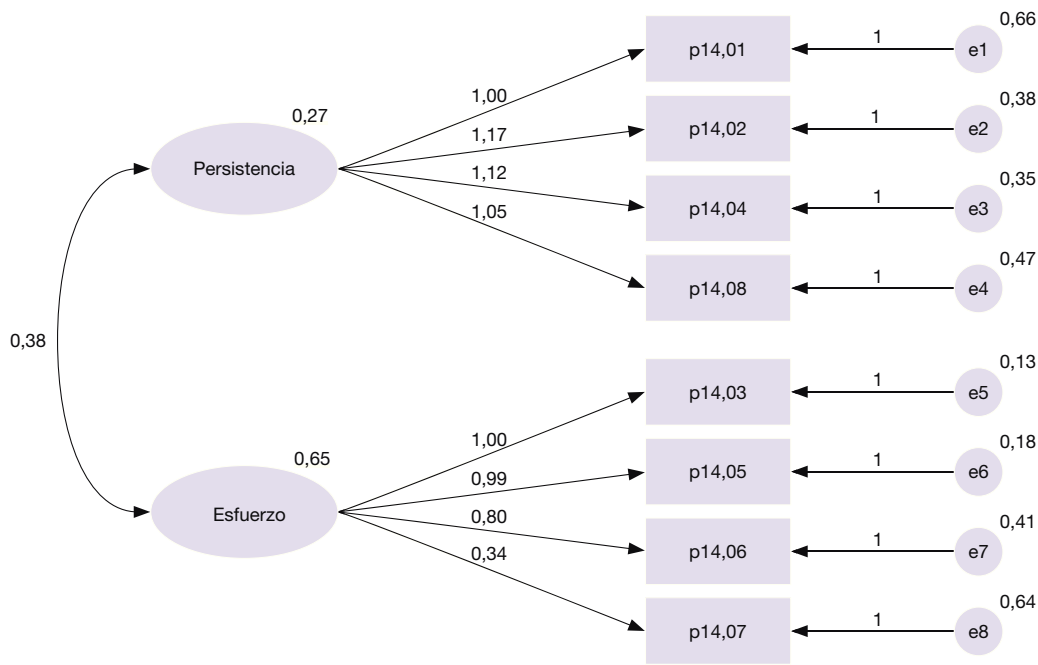 0,66
p14,01
1
e1
1,00
0,38
0,27
1,17
p14,02
1
e2
Persistencia
1,12
0,35
p14,04
1
e3
1,05
0,47
p14,08
1
e4
0,38
0,13
p14,03
1
e5
1,00
0,18
0,65
0,99
p14,05
1
e6
Esfuerzo
0,80
0,41
p14,06
1
e7
0,34
0,64
p14,07
1
e8